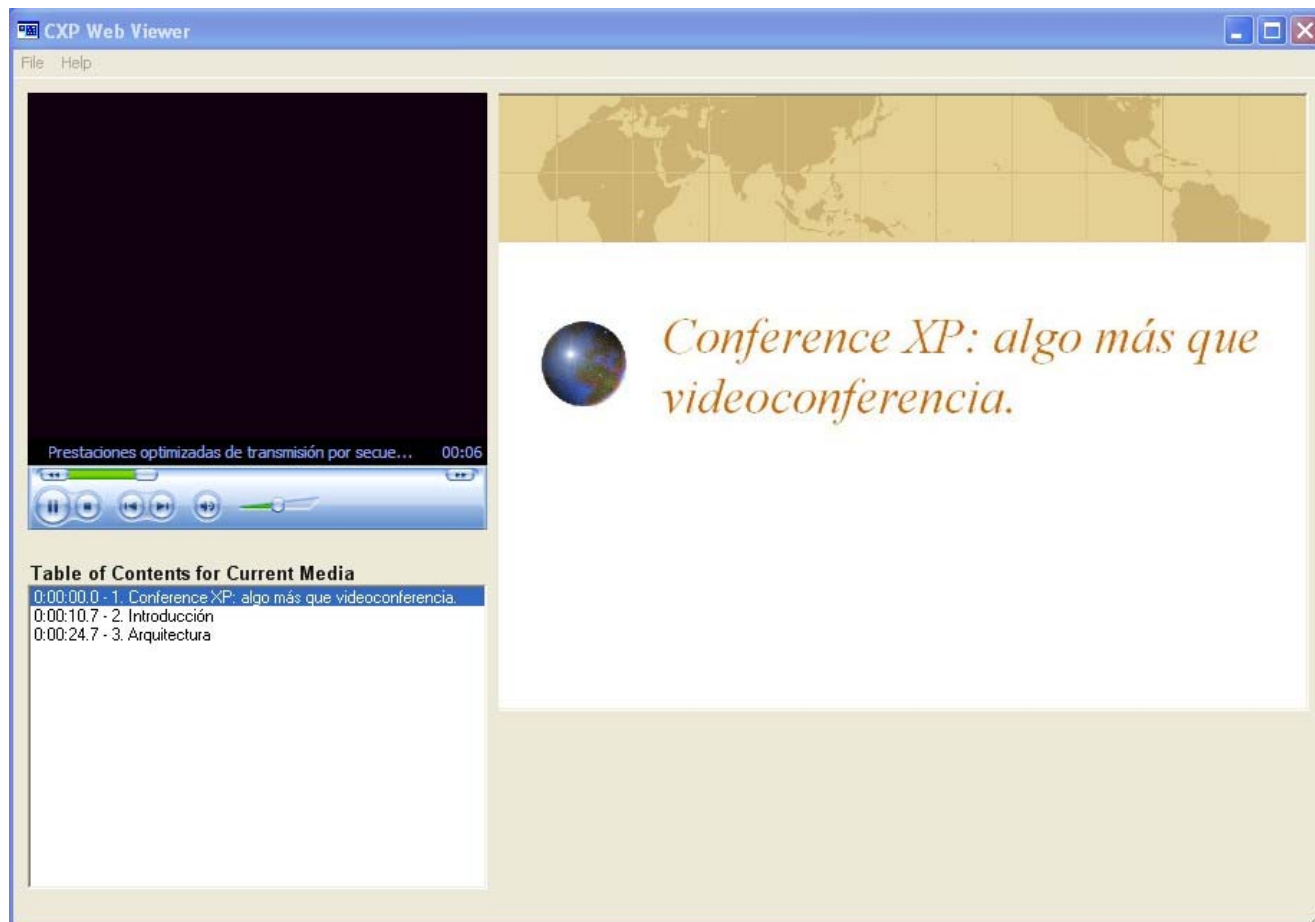 CXP Web Viewer
File Help
Conference XP: algo más que
videoconferencia.
Prestaciones optimizadas de transmisión por secue... 00:06
Table of Contents for Current Media
0:00:00.0 - 1. Conference XP: algo más que videoconferencia.
0:00:10.7 - 2. Introducción
0:00:24.7 - 3. Arquitectura